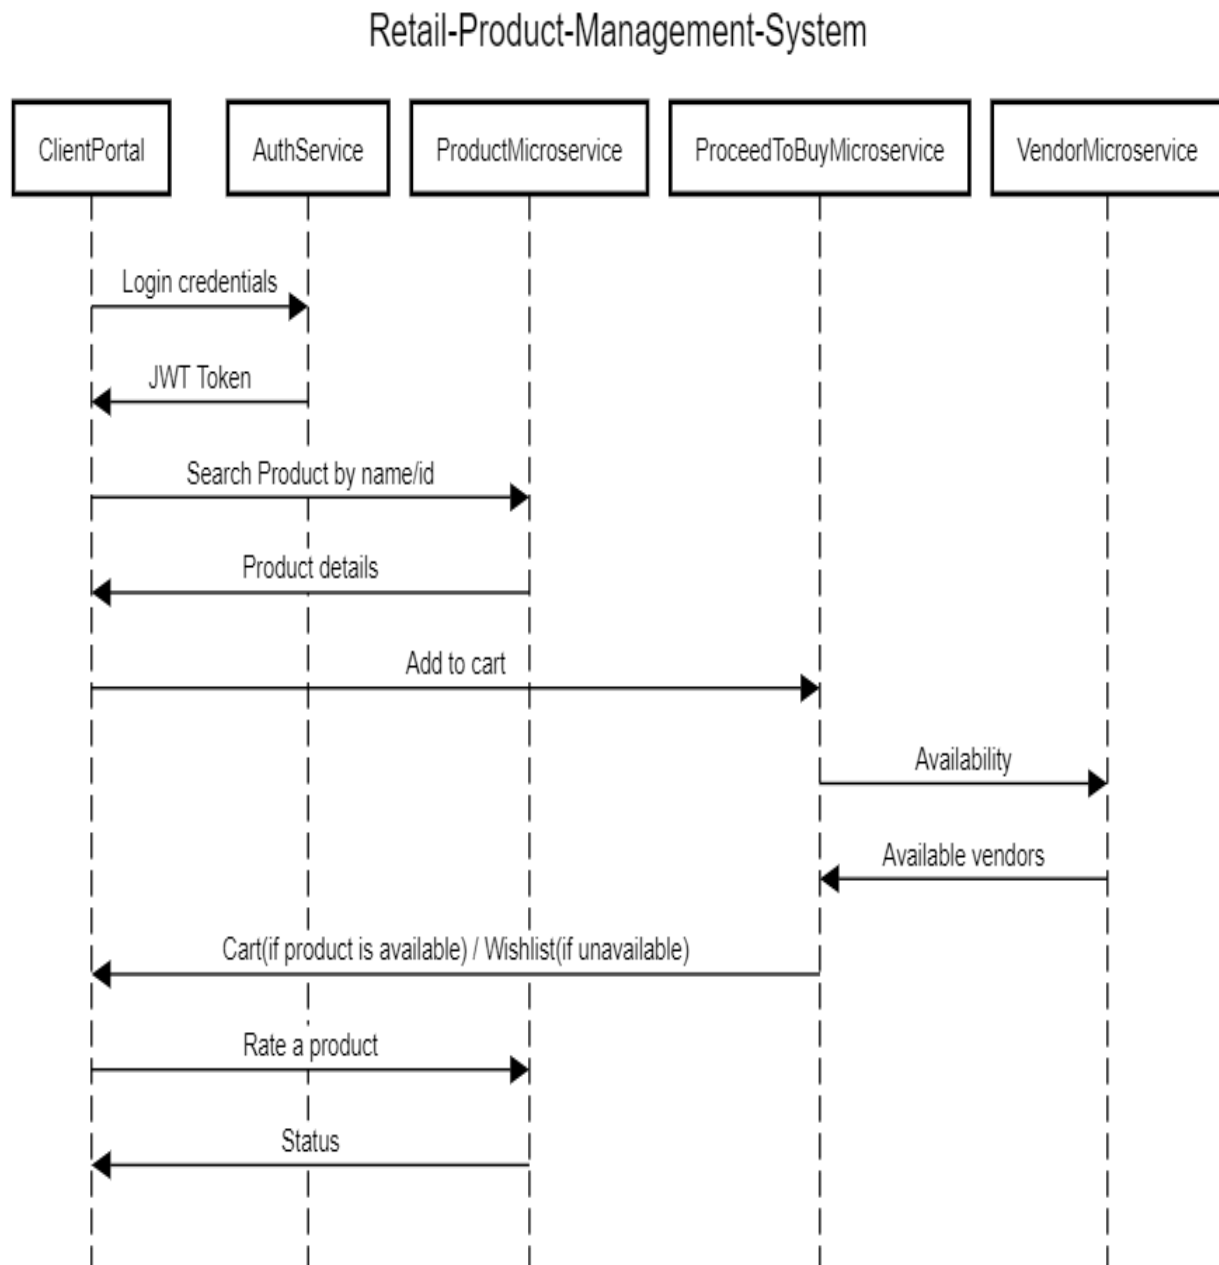 Retail-Product-Management-System
ClientPortal
AuthService
ProductMicroservice
ProceedToBuyMicroservice
VendorMicroservice
Login credentials
JWT Token
Search Product by name/id
Product details
Add to cart
Availability
Available vendors
Cart(if product is available) / Wishlist(if unavailable)
Rate a product
Status